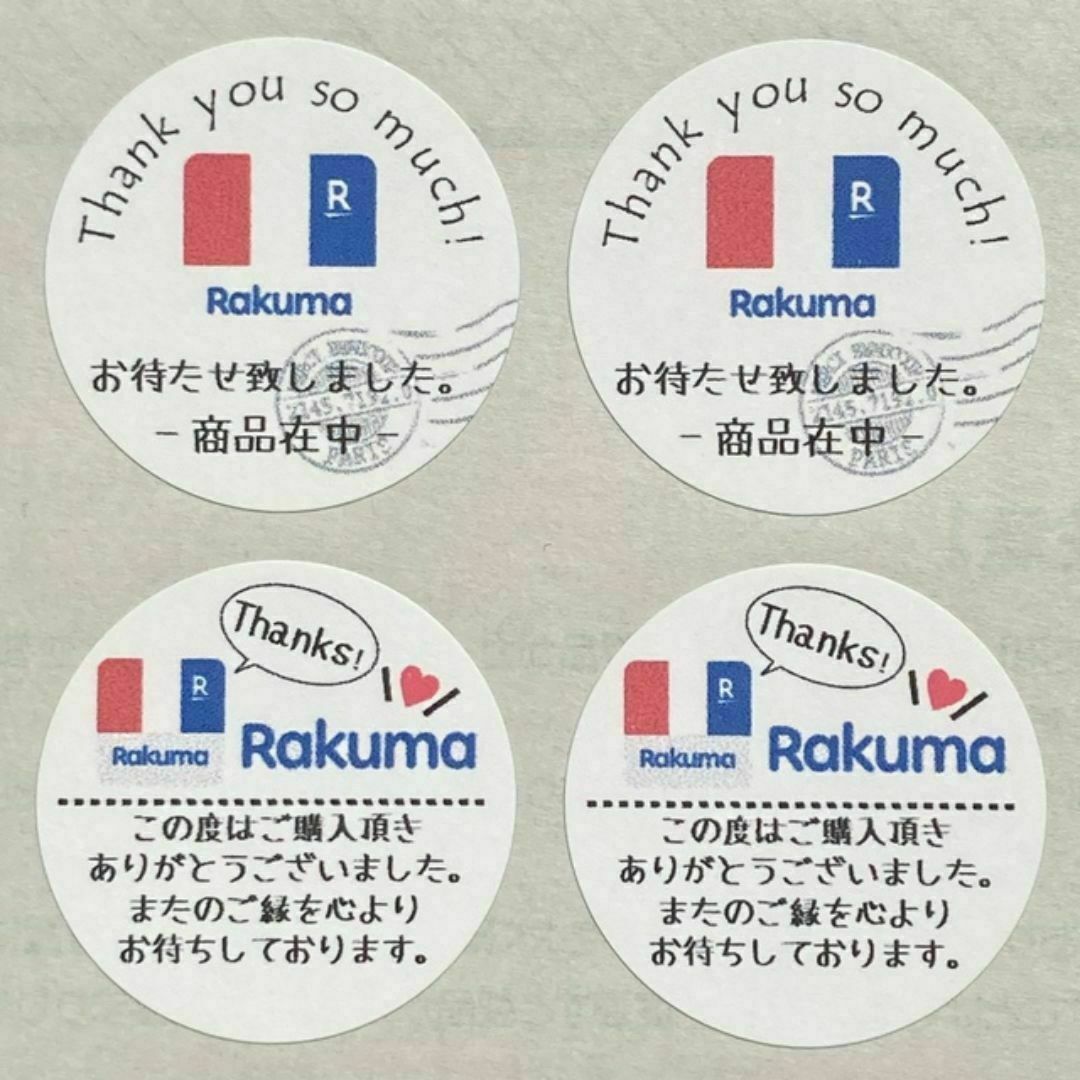 Thank you so much!
R
Rakuma
お待たせ致しました。
- 商品在中 -
PARIS
Thank you so much!
R
Rakuma
お待たせ致しました。
- 商品在中 -
PARIS
Thanks!
R
Rakuma
Rakuma
この度はご購入頂き
ありがとうございました。
またのご縁を心より
お待ちしております。
Thanks!
R
Rakuma
Rakuma
この度はご購入頂き
ありがとうございました。
またのご縁を心より
お待ちしております。